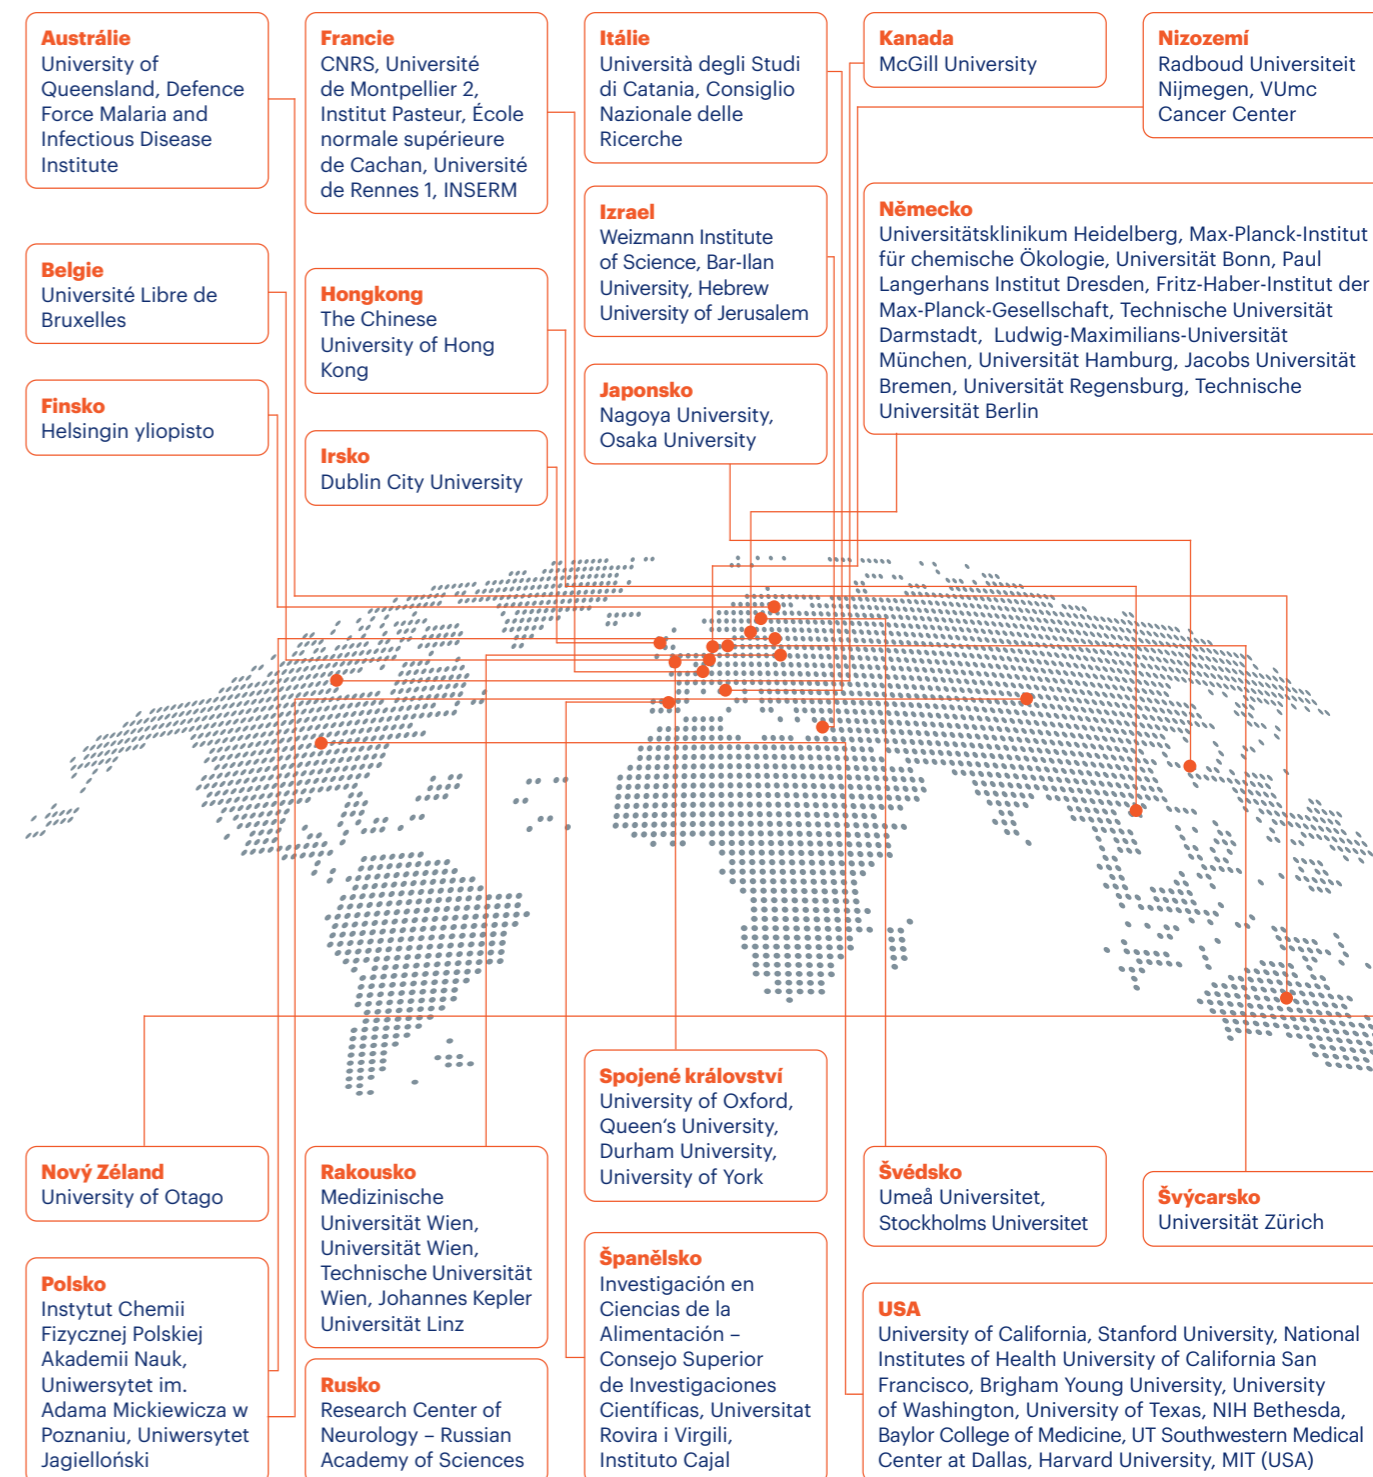 Austrálie
University of
Queensland, Defence
Force Malaria and
Infectious Disease
Institute
Belgie
Université Libre de
Bruxelles
Finsko
Helsingin yliopisto
Francie
CNRS, Université
de Montpellier 2,
Institut Pasteur, École
normale supérieure
de Cachan, Université
de Rennes 1, INSERM
Hongkong
The Chinese
University of Hong
Kong
Irsko
Dublin City University
Itálie
Università degli Studi
di Catania, Consiglio
Nazionale delle
Ricerche
Izrael
Weizmann Institute
of Science, Bar-Ilan
University, Hebrew
University of Jerusalem
Japonsko
Nagoya University,
Osaka University
Kanada
McGill University
Nizozemí
Radboud Universiteit
Nijmegen, VUmc
Cancer Center
Německo
Universitätsklinikum Heidelberg, Max-Planck-Institut
für chemische Ökologie, Universität Bonn, Paul
Langerhans Institut Dresden, Fritz-Haber-Institut der
Max-Planck-Gesellschaft, Technische Universität
Darmstadt, Ludwig-Maximilians-Universität
München, Universität Hamburg, Jacobs Universität
Bremen, Universität Regensburg, Technische
Universität Berlin
Nový Zéland
University of Otago
Polsko
Instytut Chemii
Fizycznej Polskiej
Akademii Nauk,
Uniwersytet im.
Adama Mickiewicza w
Poznaniu, Uniwersytet
Jagielloński
Rakousko
Medizinische
Universität Wien,
Universität Wien,
Technische Universität
Wien, Johannes Kepler
Universität Linz
Rusko
Research Center of
Neurology – Russian
Academy of Sciences
Spojené království
University of Oxford,
Queen‘s University,
Durham University,
University of York
Španělsko
Investigación en
Ciencias de la
Alimentación –
Consejo Superior
de Investigaciones
Científicas, Universitat
Rovira i Virgili,
Instituto Cajal
Švédsko
Umeå Universitet,
Stockholms Universitet
Švýcarsko
Universität Zürich
USA
University of California, Stanford University, National
Institutes of Health University of California San
Francisco, Brigham Young University, University
of Washington, University of Texas, NIH Bethesda,
Baylor College of Medicine, UT Southwestern Medical
Center at Dallas, Harvard University, MIT (USA)